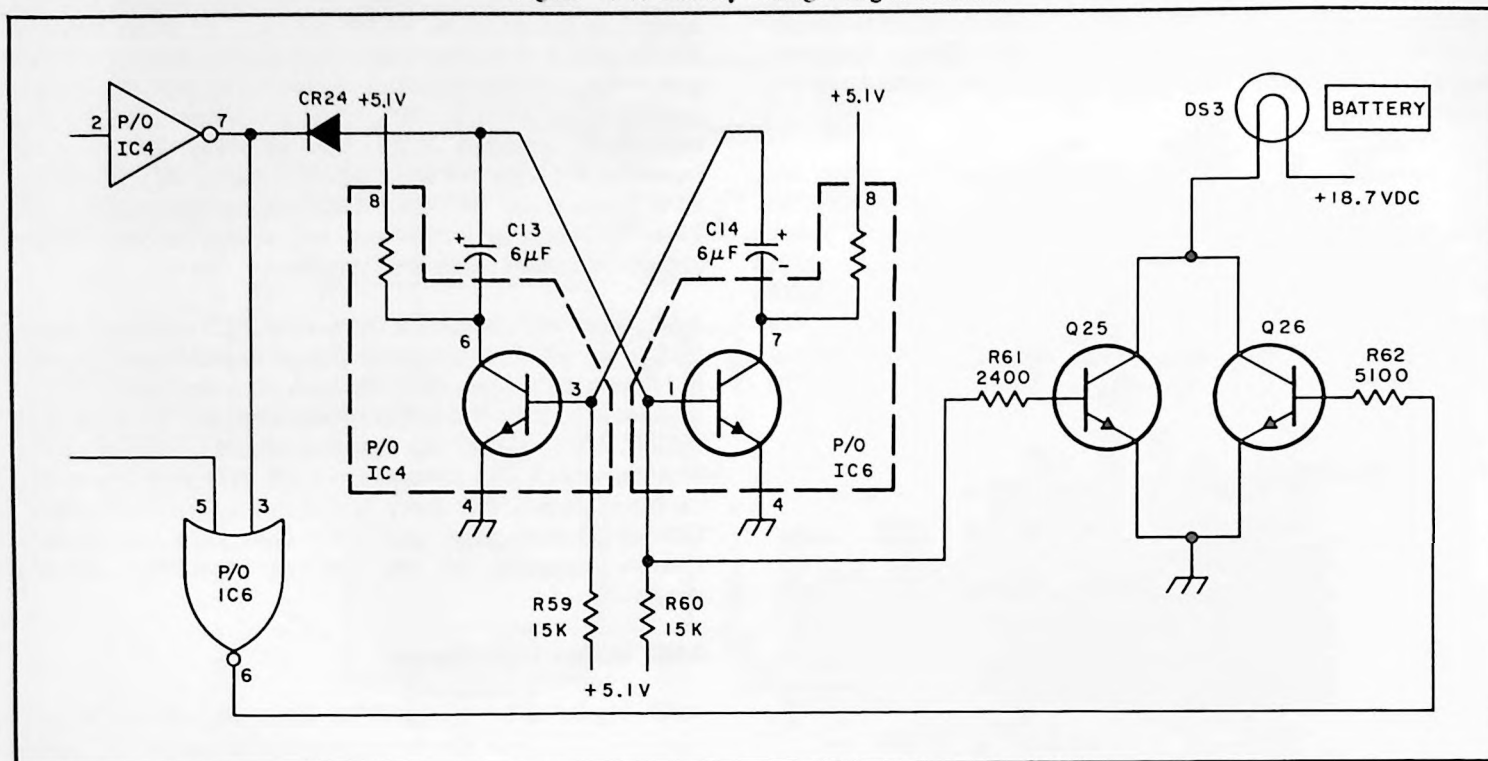 2
P/O
IC4
7
CR24
+5.1V
8
C13
6µF
+
6
3
P/O
IC4
4
+5.1V
8
C14
6µF
+
−
7
1
P/O
IC6
4
5
3
P/O
IC6
6
R59
15K
R60
15K
+5.1V
DS3
BATTERY
+18.7VDC
Q25
Q26
R61
2400
R62
5100